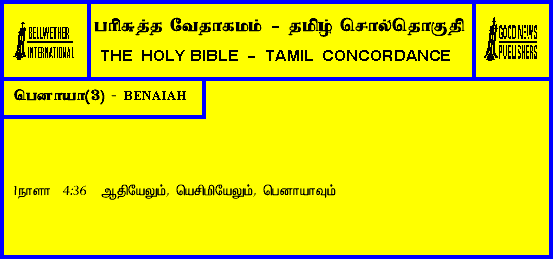 BELLWETHER
INTERNATIONAL
பரிசுத்த வேதாகமம் - தமிழ் சொல்தொகுதி
THE HOLY BIBLE - TAMIL CONCORDANCE
GOOD NEWS
PUBLISHERS
பெனாயா(3) - BENAIAH
1நாளா 4:36 ஆதியேலும், யெசிமியேலும், பெனாயாவும்